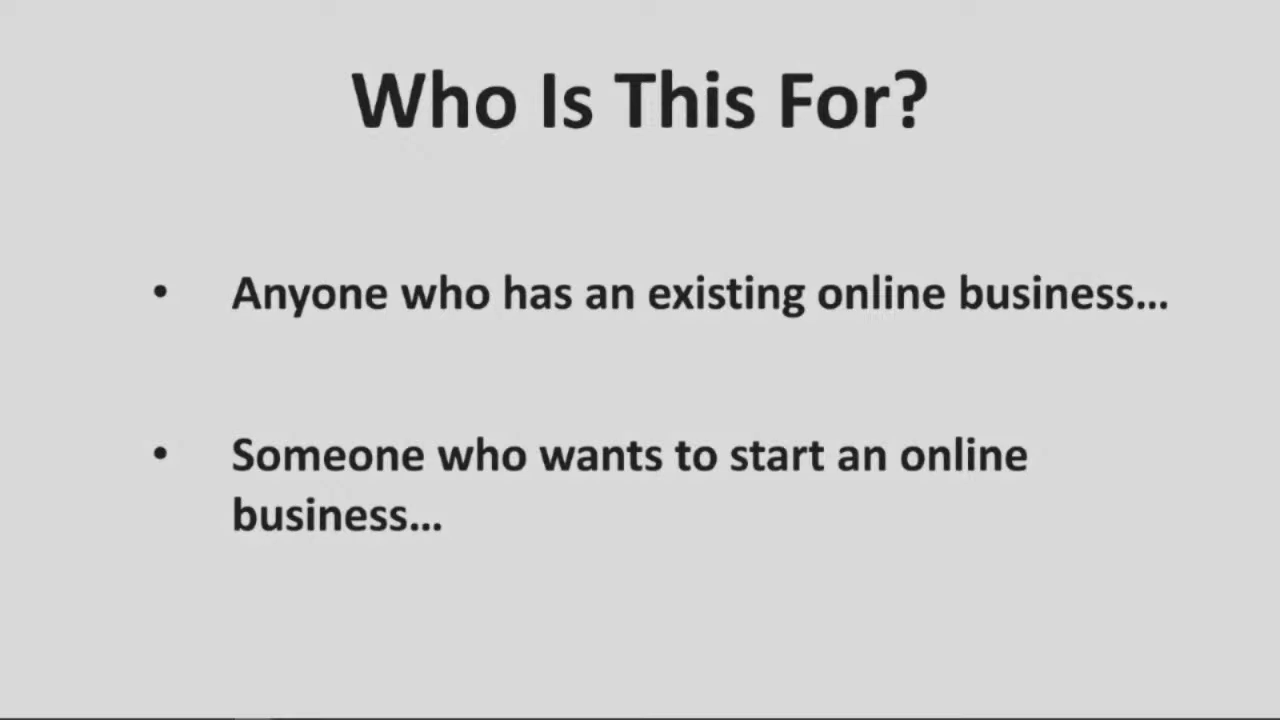 Who Is This For?
• Anyone who has an existing online business...
• Someone who wants to start an online
business...